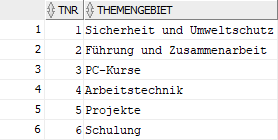 TNR THEMENGEBIET
1 1 Sicherheit und Umweltschutz
2 2 Führung und Zusammenarbeit
3 3 PC-Kurse
4 4 Arbeitstechnik
5 5 Projekte
6 6 Schulung